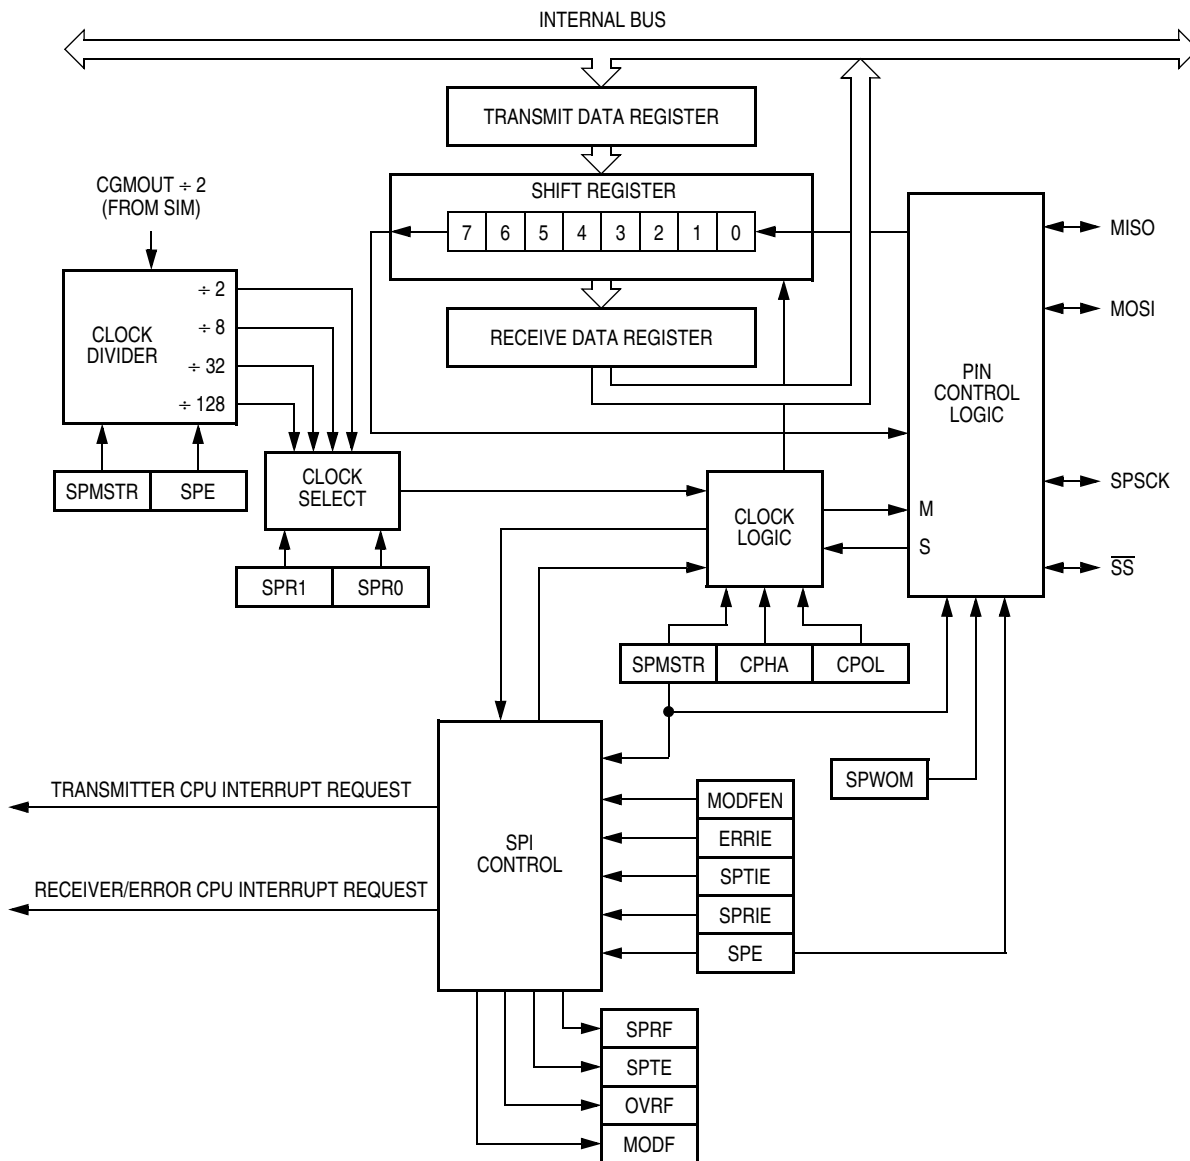 INTERNAL BUS
TRANSMIT DATA REGISTER
CGMOUT ÷ 2
(FROM SIM)
SHIFT REGISTER
7 6 5 4 3 2 1 0
MISO
MOSI
÷ 2
÷ 8
÷ 32
÷ 128
CLOCK
DIVIDER
RECEIVE DATA REGISTER
PIN
CONTROL
LOGIC
SPMSTR SPE
CLOCK
SELECT
CLOCK
LOGIC
M
S
SPSCK
S̅S̅
SPR1 SPR0
SPMSTR CPHA CPOL
SPWOM
TRANSMITTER CPU INTERRUPT REQUEST
RECEIVER/ERROR CPU INTERRUPT REQUEST
SPI
CONTROL
MODFEN
ERRIE
SPTIE
SPRIE
SPE
SPRF
SPTE
OVRF
MODF